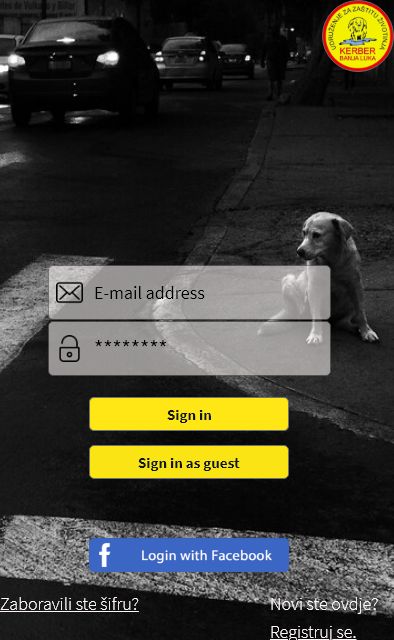 UDRUŽENJE ZA ZAŠTITU ŽIVOTINJA
KERBER
BANJA LUKA
E-mail address
********
Sign in
Sign in as guest
f Login with Facebook
Zaboravili ste šifru?
Novi ste ovdje?
Registruj se.